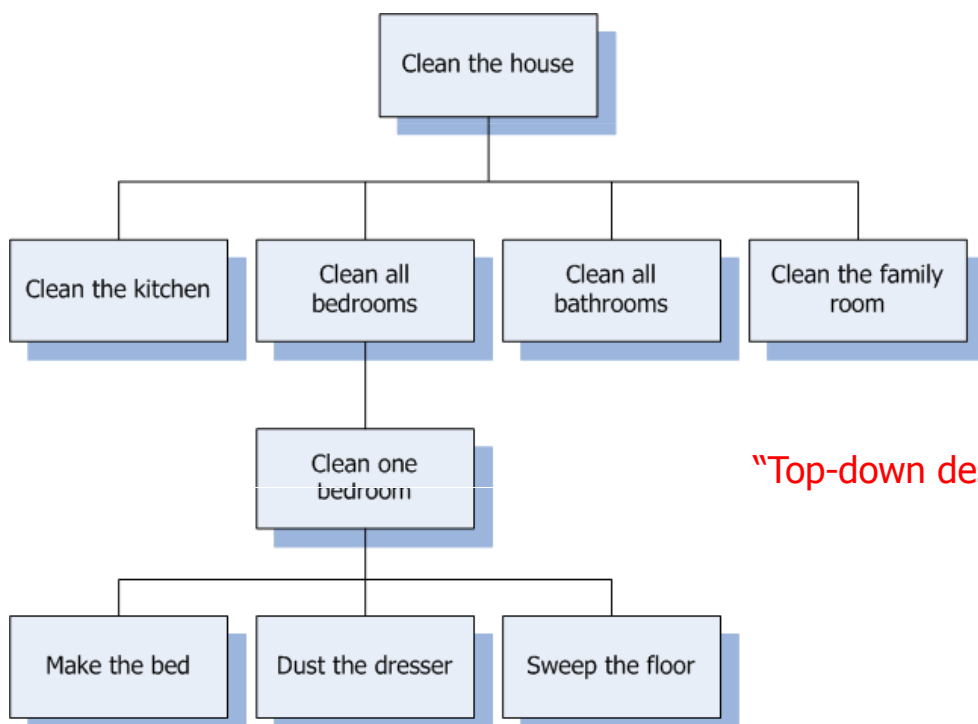 Clean the house
Clean the kitchen
Clean all
bedrooms
Clean all
bathrooms
Clean the family
room
Clean one
bedroom
"Top-down de
Make the bed
Dust the dresser
Sweep the floor